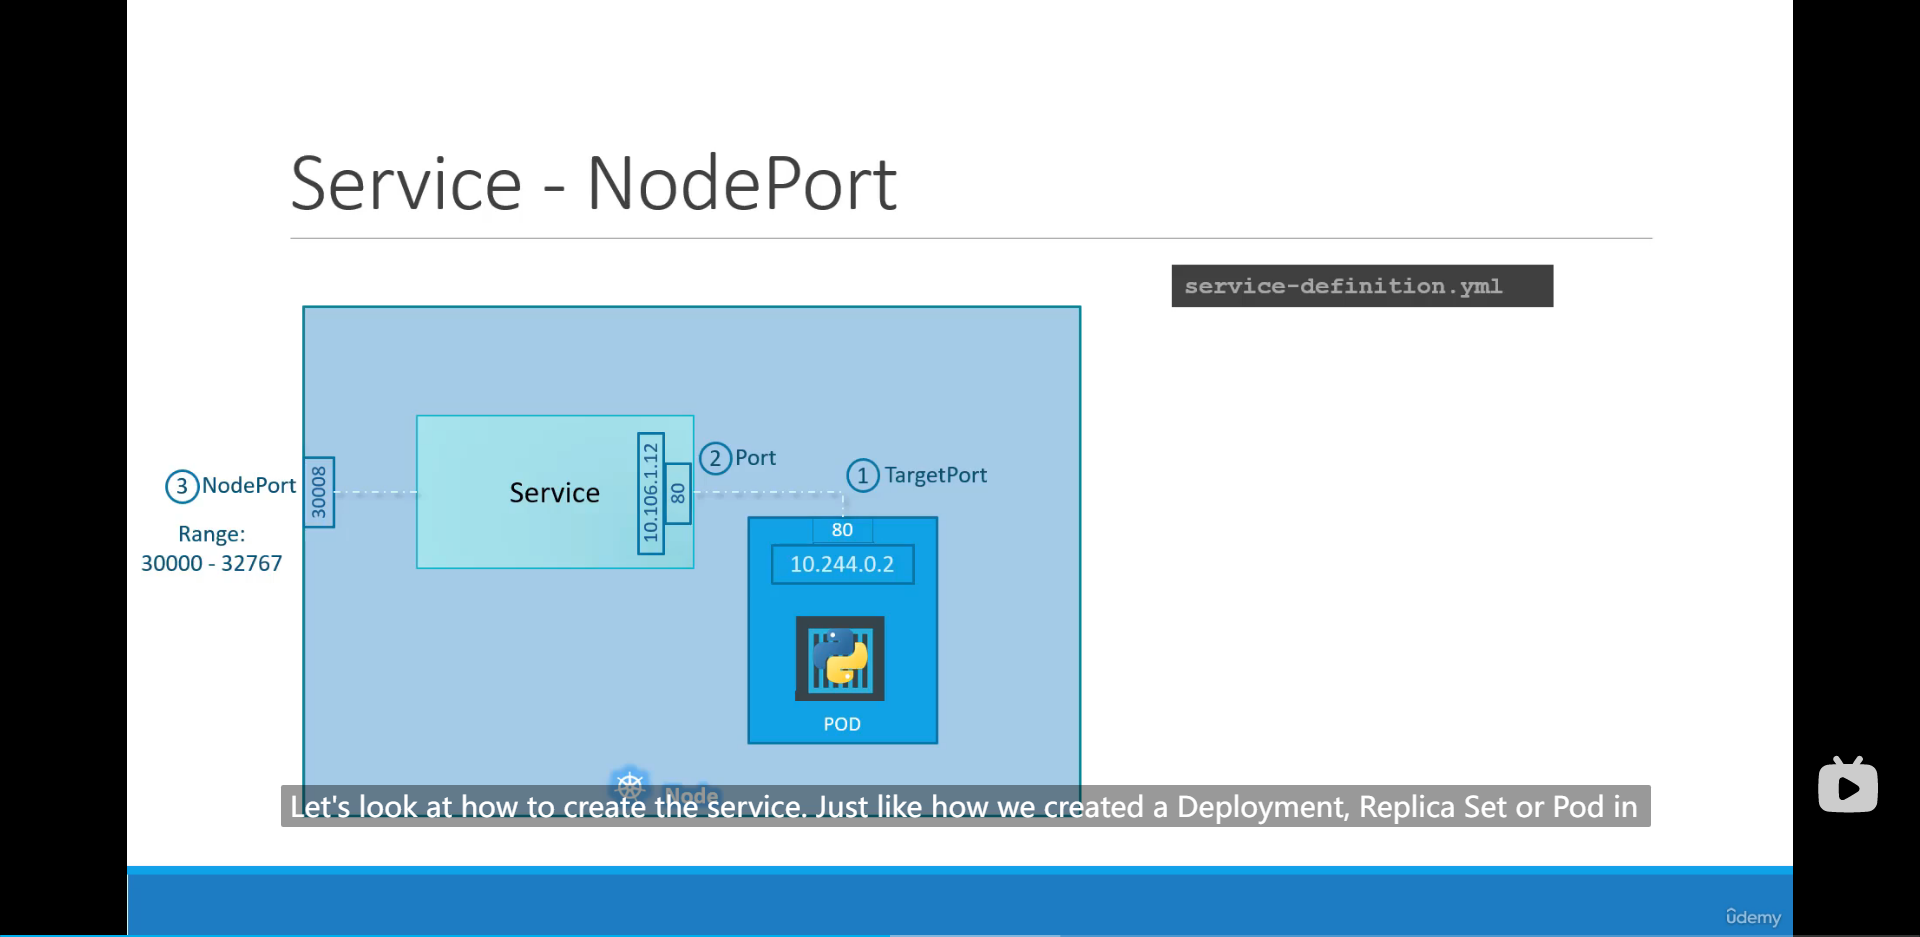 Service - NodePort
service-definition.yml
3 NodePort
Range:
30000 - 32767
30008
Service
10.106.1.12
80
2 Port
1 TargetPort
80
10.244.0.2
POD
Node
Let's look at how to create the service. Just like how we created a Deployment, Replica Set or Pod in
udemy